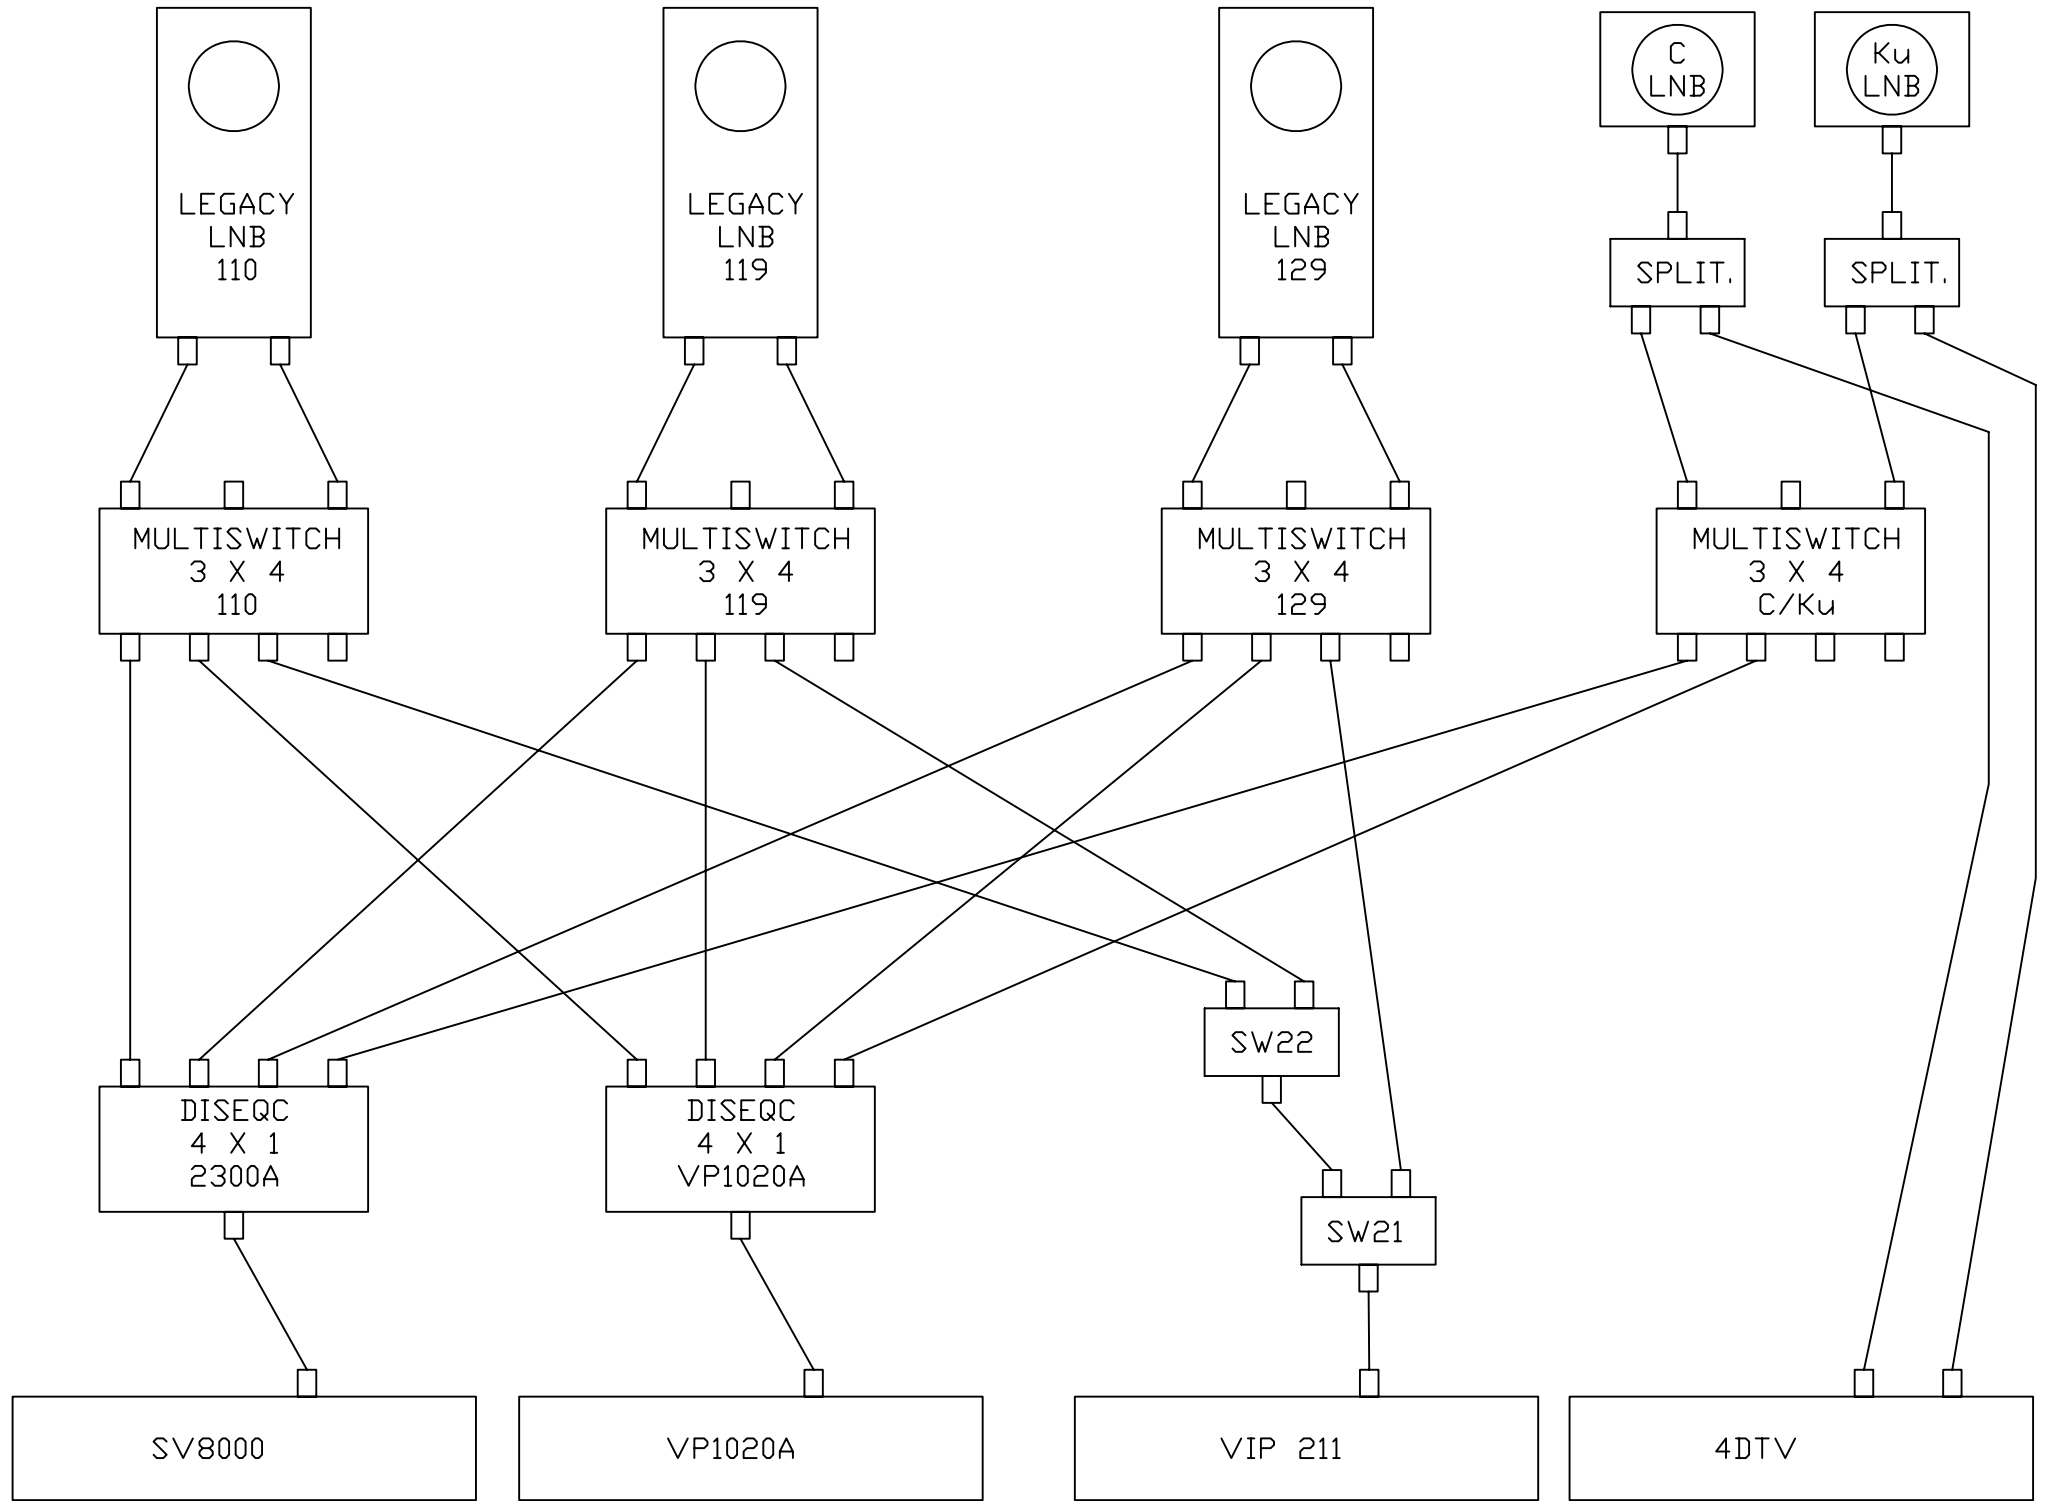 C
LNB
Ku
LNB
LEGACY
LNB
110
LEGACY
LNB
119
LEGACY
LNB
129
SPLIT.
SPLIT.
MULTISWITCH
3 X 4
110
MULTISWITCH
3 X 4
119
MULTISWITCH
3 X 4
129
MULTISWITCH
3 X 4
C/Ku
SW22
DISEQC
4 X 1
2300A
DISEQC
4 X 1
VP1020A
SW21
SV8000
VP1020A
VIP 211
4DTV